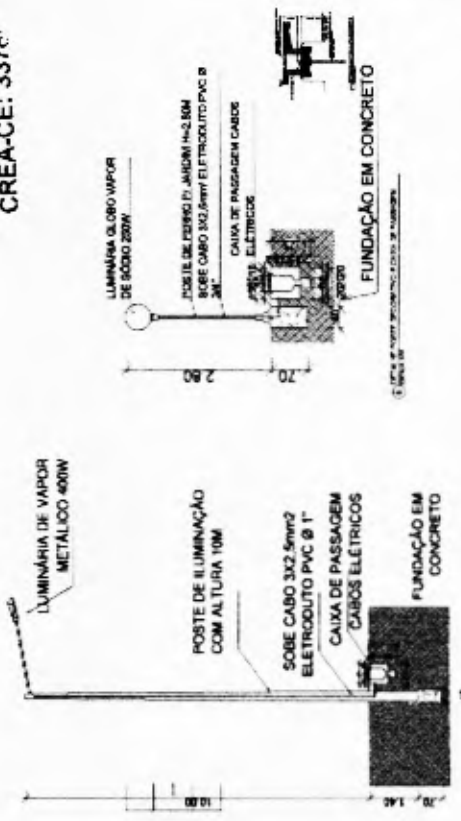 CREA-CE: 3376
LUMINÁRIA DE VAPOR
METÁLICO 400W
POSTE DE ILUMINAÇÃO
COM ALTURA 10M
SOBE CABO 3X2,5mm2
ELETRODUTO PVC Ø 1"
CAIXA DE PASSAGEM
CABOS ELÉTRICOS
FUNDAÇÃO EM
CONCRETO
10.00
1.40
.70
LUMINÁRIA GLOBO VAPOR
DE SÓDIO 250W
POSTE DE FERRO P/ JARDIM H=2.80M
SOBE CABO 3X2,5mm² ELETRODUTO PVC Ø
3/4"
CAIXA DE PASSAGEM CABOS
ELÉTRICOS
2.80
.70
FUNDAÇÃO EM CONCRETO